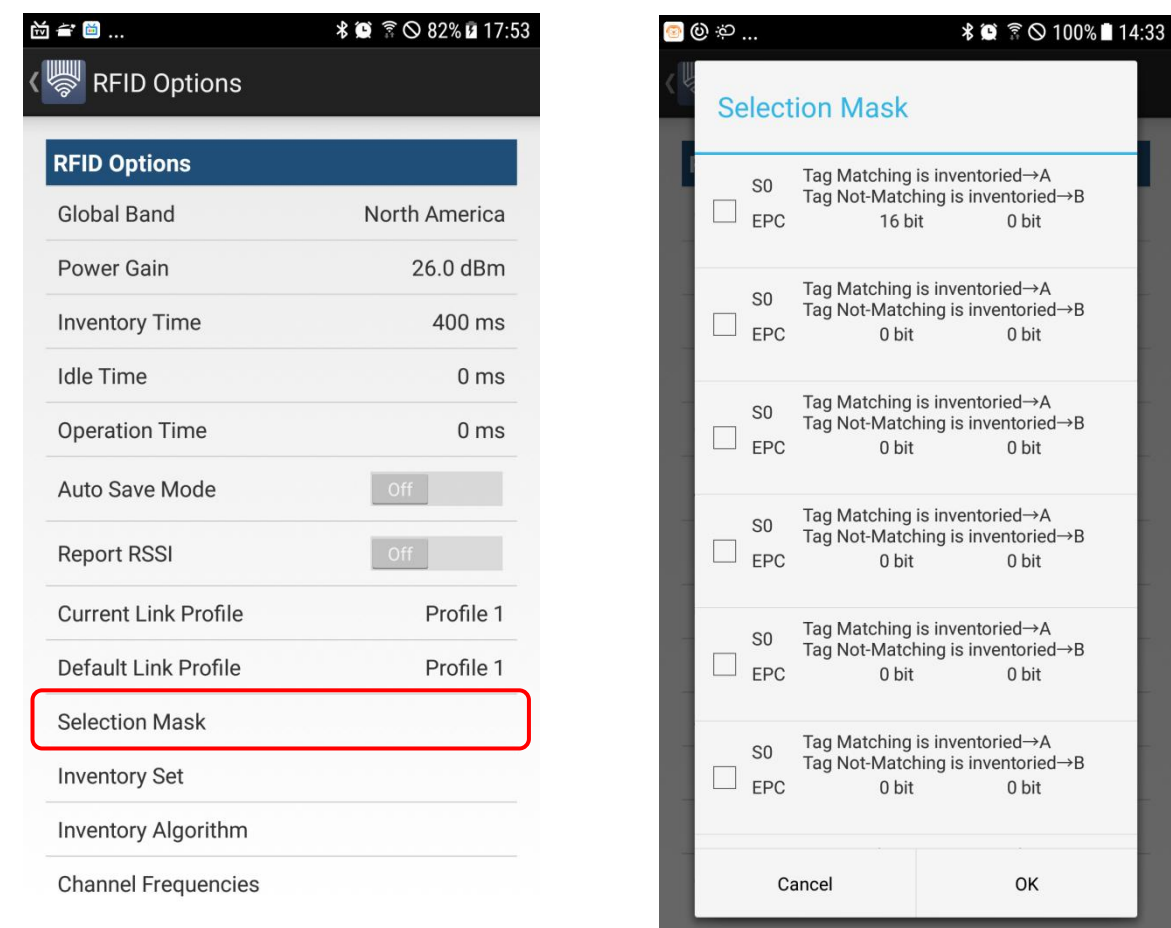 ... 82% 17:53
RFID Options
RFID Options
Global Band North America
Power Gain 26.0 dBm
Inventory Time 400 ms
Idle Time 0 ms
Operation Time 0 ms
Auto Save Mode Off
Report RSSI Off
Current Link Profile Profile 1
Default Link Profile Profile 1
Selection Mask
Inventory Set
Inventory Algorithm
Channel Frequencies
... 100% 14:33
Selection Mask
S0 Tag Matching is inventoried→A
Tag Not-Matching is inventoried→B
EPC 16 bit 0 bit
S0 Tag Matching is inventoried→A
Tag Not-Matching is inventoried→B
EPC 0 bit 0 bit
S0 Tag Matching is inventoried→A
Tag Not-Matching is inventoried→B
EPC 0 bit 0 bit
S0 Tag Matching is inventoried→A
Tag Not-Matching is inventoried→B
EPC 0 bit 0 bit
S0 Tag Matching is inventoried→A
Tag Not-Matching is inventoried→B
EPC 0 bit 0 bit
S0 Tag Matching is inventoried→A
Tag Not-Matching is inventoried→B
EPC 0 bit 0 bit
Cancel OK